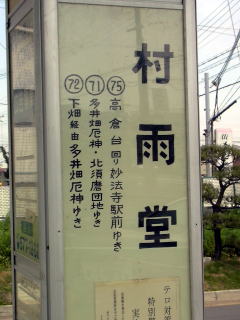 村雨堂
75 高倉台回り妙法寺駅前ゆき
71 多井畑厄神・北須磨団地ゆき
72 下畑経由多井畑厄神ゆき
テロ対策
特別